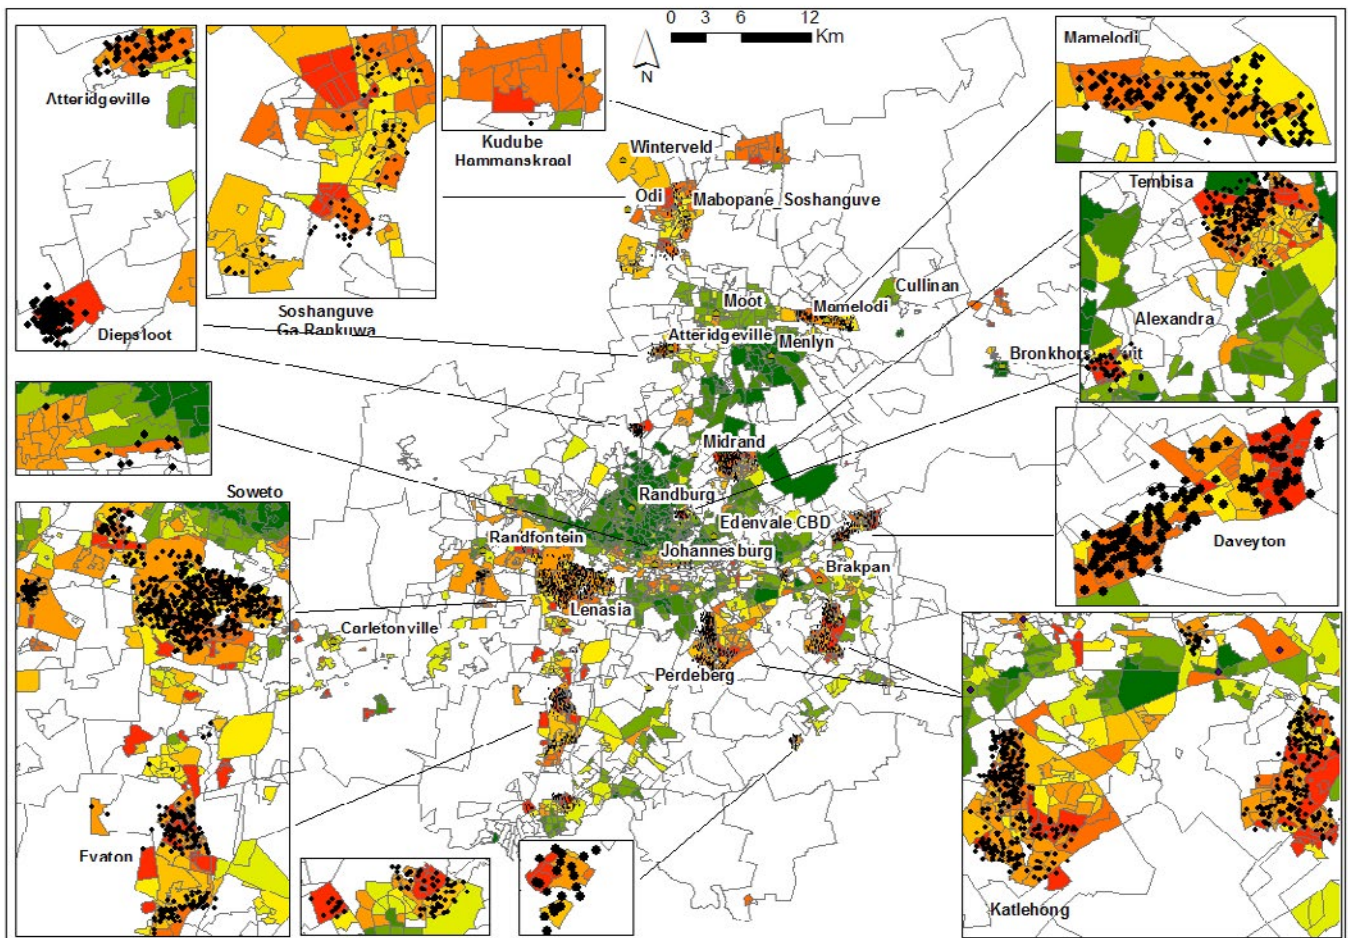 0 3 6 12
Km
N
Mamelodi
Atteridgeville
Kudube
Hammanskraal
Winterveld
Odi
Mabopane_Soshanguve
Tembisa
Alexandra
Soshanguve
Ga Rankuwa
Diepsloot
Moot
Mamelodi
Cullinan
Atteridgeville
Menlyn
Midrand
Randburg
Daveyton
Soweto
Edenvale CBD
Randfontein
Johannesburg
Brakpan
Lenasia
Carletonville
Perdeberg
Evaton
Katlehong